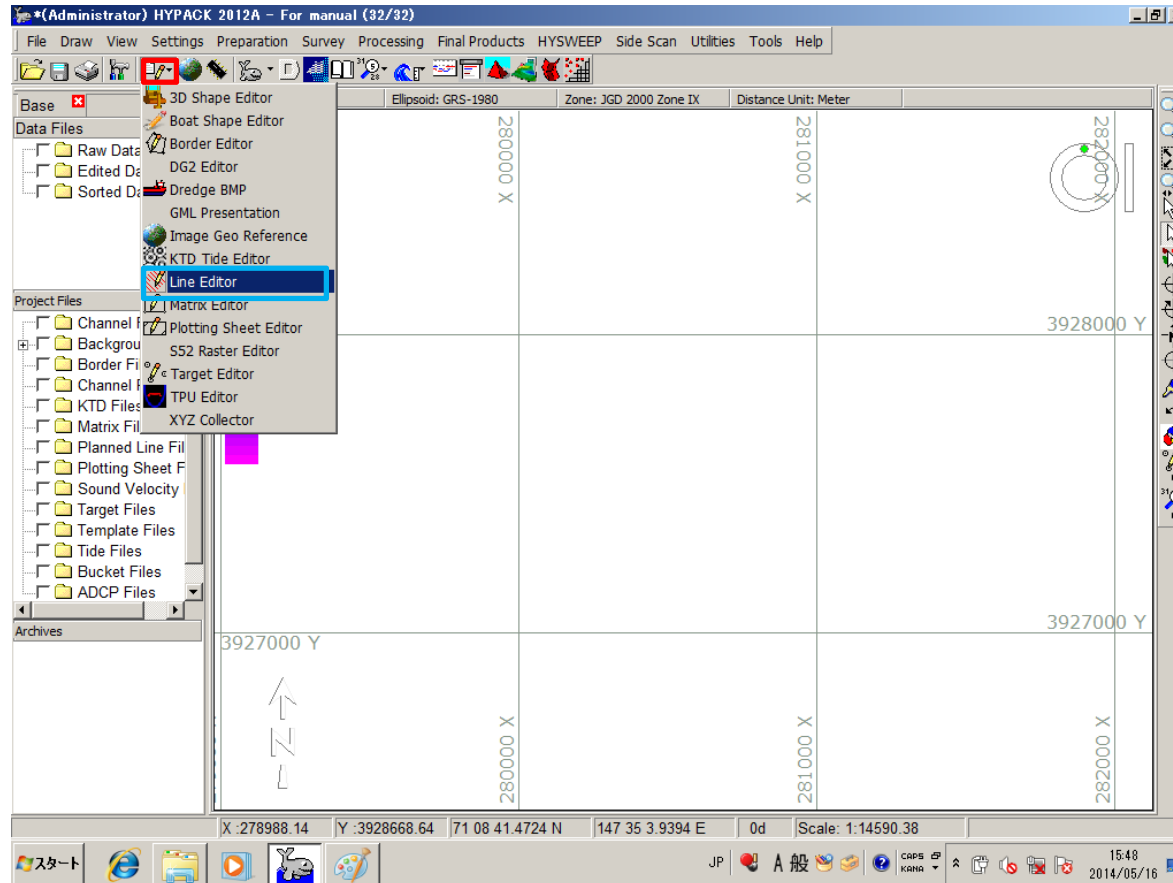 *(Administrator) HYPACK 2012A - For manual (32/32)
File Draw View Settings Preparation Survey Processing Final Products HYSWEEP Side Scan Utilities Tools Help
Base
Ellipsoid: GRS-1980 Zone: JGD 2000 Zone IX Distance Unit: Meter
Data Files
Raw Data
Edited Da
Sorted Da
3D Shape Editor
Boat Shape Editor
Border Editor
DG2 Editor
Dredge BMP
GML Presentation
Image Geo Reference
KTD Tide Editor
Line Editor
Matrix Editor
Plotting Sheet Editor
S52 Raster Editor
Target Editor
TPU Editor
XYZ Collector
Project Files
Channel F
Backgrou
Border Fi
Channel F
KTD Files
Matrix Fil
Planned Line Fil
Plotting Sheet F
Sound Velocity
Target Files
Template Files
Tide Files
Bucket Files
ADCP Files
Archives
280000 X
281000 X
282000 X
3928000 Y
3927000 Y
3927000 Y
N
280000 X
281000 X
282000 X
X :278988.14 Y :3928668.64 71 08 41.4724 N 147 35 3.9394 E 0d Scale: 1:14590.38
スタート
JP A 般 CAPS KANA 15:48
2014/05/16